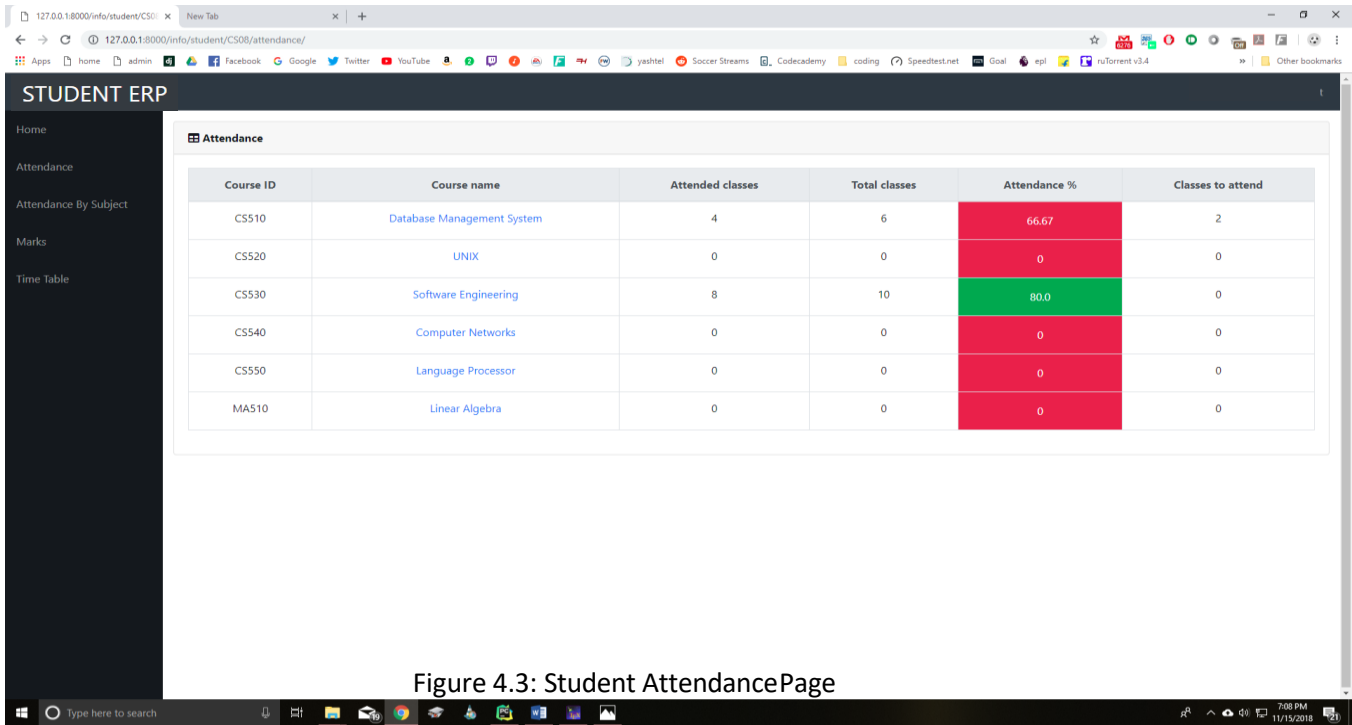 127.0.0.1:8000/info/student/CS08 New Tab
127.0.0.1:8000/info/student/CS08/attendance/
Apps home admin dj Facebook Google Twitter YouTube yashtel Soccer Streams Codecademy coding Speedtest.net Goal epl ruTorrent v3.4 » Other bookmarks
STUDENT ERP t
Home
Attendance
Attendance By Subject
Marks
Time Table
Attendance
Course ID Course name Attended classes Total classes Attendance % Classes to attend
CS510 Database Management System 4 6 66.67 2
CS520 UNIX 0 0 0 0
CS530 Software Engineering 8 10 80.0 0
CS540 Computer Networks 0 0 0 0
CS550 Language Processor 0 0 0 0
MA510 Linear Algebra 0 0 0 0
Figure 4.3: Student AttendancePage
Type here to search 7:08 PM
11/15/2018